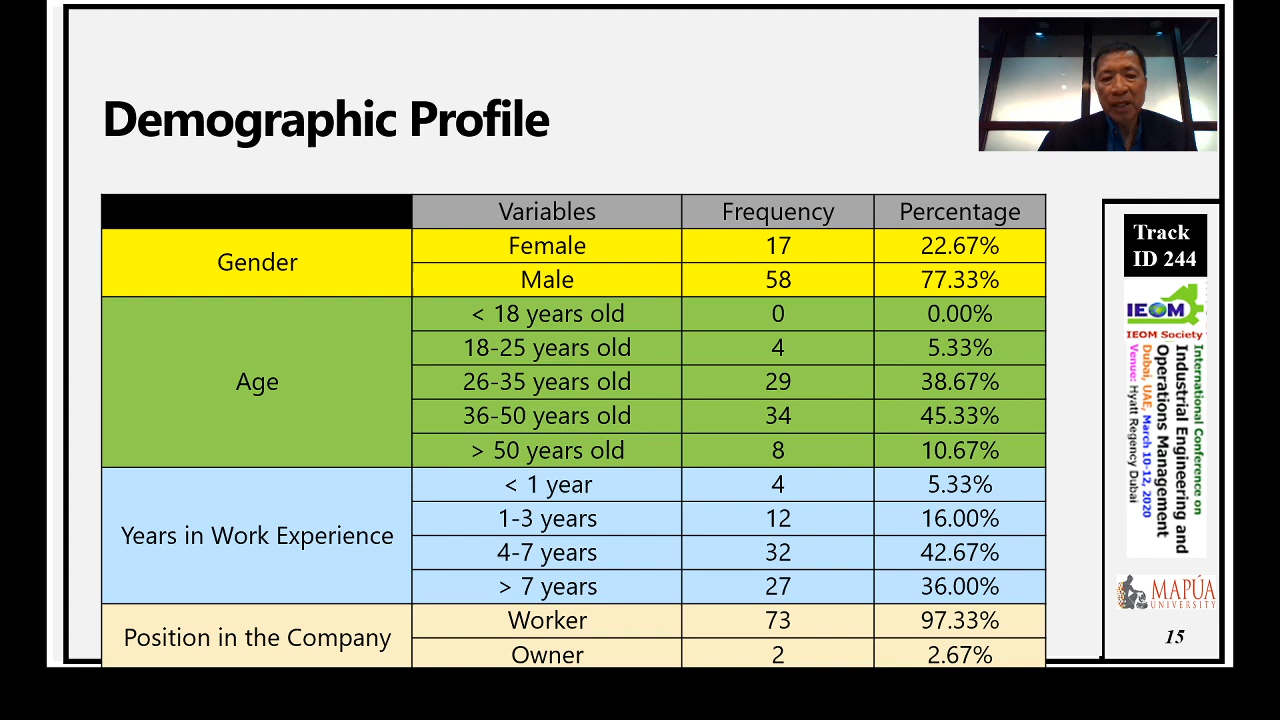 Demographic Profile
Variables Frequency Percentage
Gender
Female 17 22.67%
Male 58 77.33%
Age
< 18 years old 0 0.00%
18-25 years old 4 5.33%
26-35 years old 29 38.67%
36-50 years old 34 45.33%
> 50 years old 8 10.67%
Years in Work Experience
< 1 year 4 5.33%
1-3 years 12 16.00%
4-7 years 32 42.67%
> 7 years 27 36.00%
Position in the Company
Worker 73 97.33%
Owner 2 2.67%
Track
ID 244
IEOM
IEOM Society
International Conference on
Industrial Engineering and
Operations Management
Dubai, UAE, March 10-12, 2020
Venue: Hyatt Regency Dubai
MAPÚA
UNIVERSITY
15